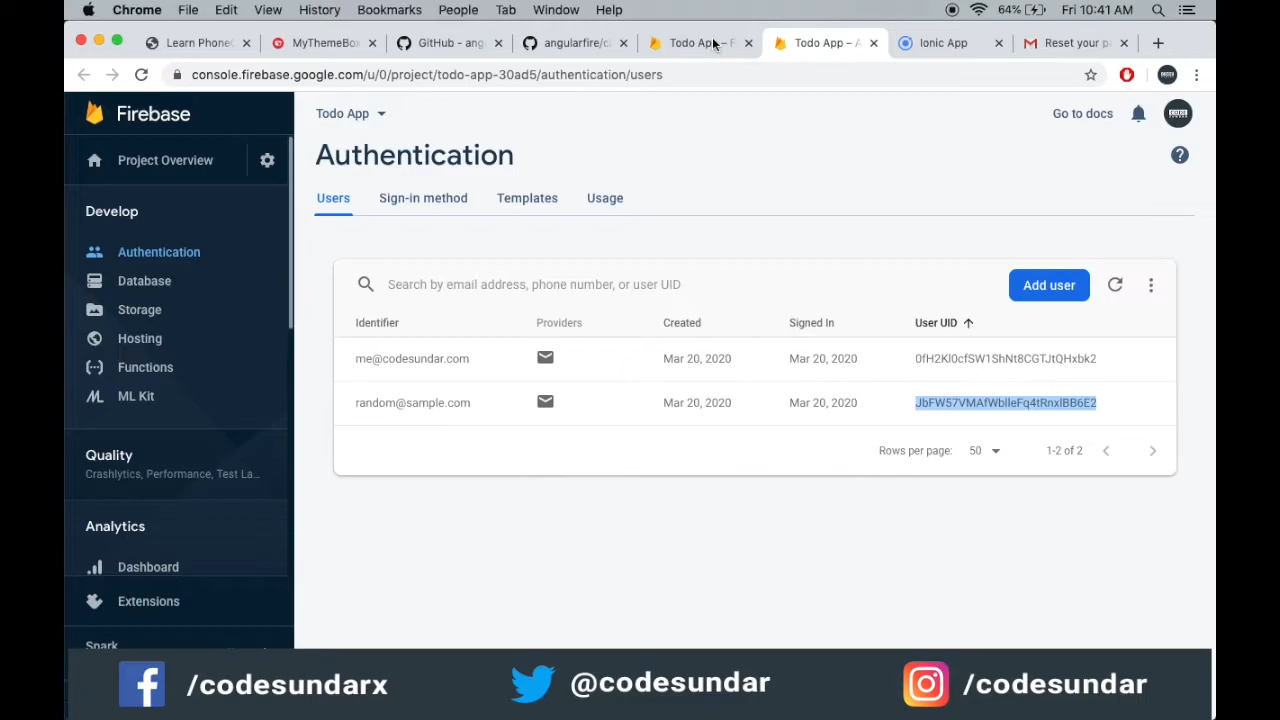 Chrome File Edit View History Bookmarks People Tab Window Help 64% Fri 10:41 AM
Learn Phone MyThemeBox GitHub - ang angularfire/ Todo App – F Todo App – A Ionic App Reset your p
console.firebase.google.com/u/0/project/todo-app-30ad5/authentication/users
Firebase
Todo App
Go to docs
Project Overview
Authentication
Users Sign-in method Templates Usage
Develop
Authentication
Database
Storage
Hosting
Functions
ML Kit
Quality
Crashlytics, Performance, Test La...
Analytics
Dashboard
Extensions
Spark
Search by email address, phone number, or user UID
Add user
Identifier Providers Created Signed In User UID
me@codesundar.com Mar 20, 2020 Mar 20, 2020 0fH2Kl0cfSW1ShNt8CGTJtQHxbk2
random@sample.com Mar 20, 2020 Mar 20, 2020 JbFW57VMAfWblleFq4tRnxlBB6E2
Rows per page: 50 1-2 of 2
/codesundarx @codesundar /codesundar